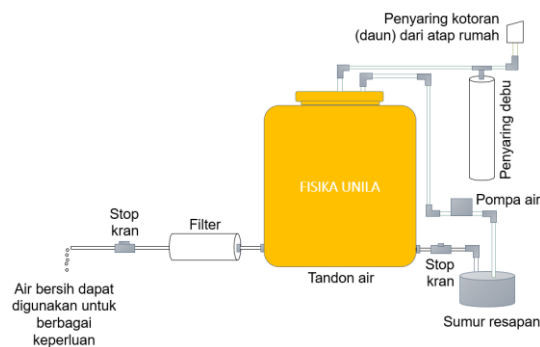 Penyaring kotoran
(daun) dari atap rumah
Penyaring debu
FISIKA UNILA
Pompa air
Stop
kran
Filter
Stop
kran
Tandon air
Sumur resapan
Air bersih dapat
digunakan untuk
berbagai
keperluan